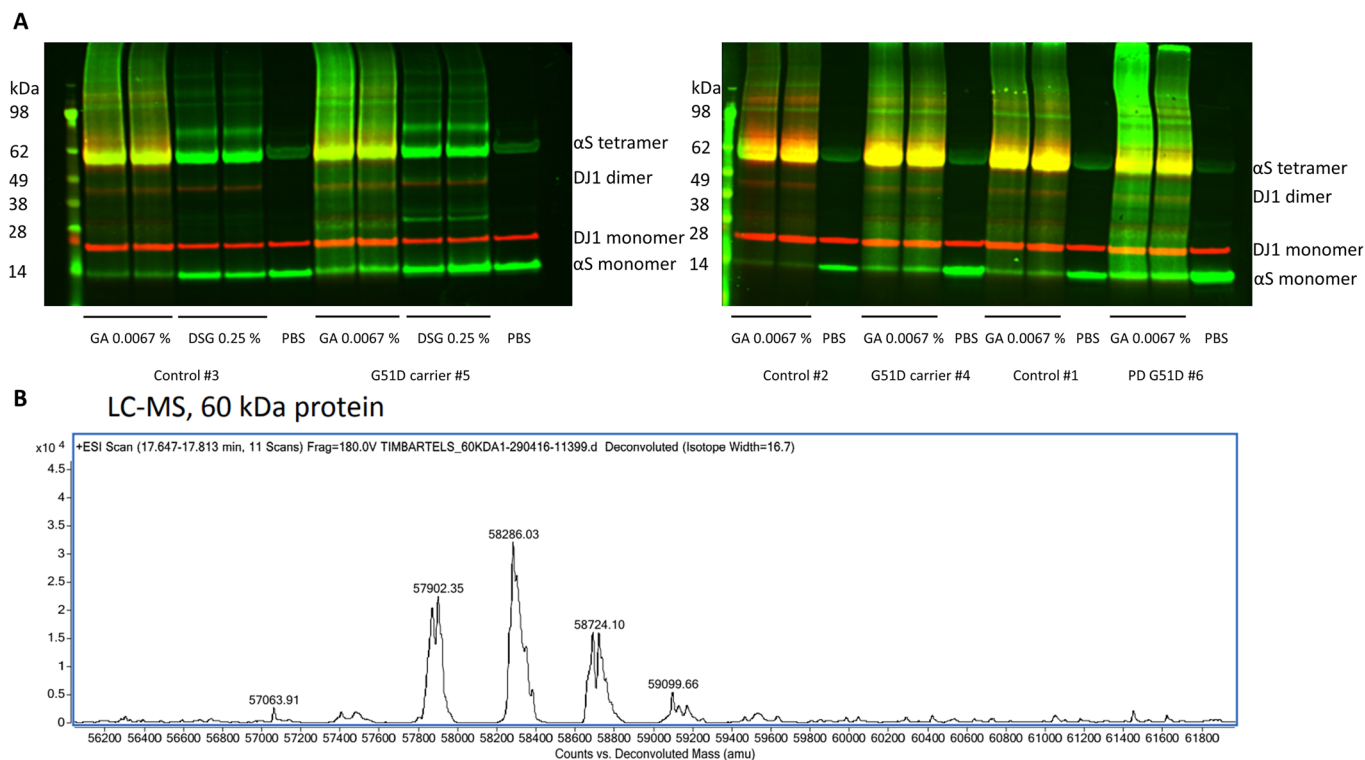 A
kDa
98
62
49
38
28
14
αS tetramer
DJ1 dimer
DJ1 monomer
αS monomer
GA 0.0067 % DSG 0.25 % PBS GA 0.0067 % DSG 0.25 % PBS
Control #3 G51D carrier #5
kDa
98
62
49
38
28
14
αS tetramer
DJ1 dimer
DJ1 monomer
αS monomer
GA 0.0067 % PBS GA 0.0067 % PBS GA 0.0067 % PBS GA 0.0067 % PBS
Control #2 G51D carrier #4 Control #1 PD G51D #6
B
LC-MS, 60 kDa protein
x10 4 +ESI Scan (17.647-17.813 min, 11 Scans) Frag=180.0V TIMBARTELS_60KDA1-290416-11399.d Deconvoluted (Isotope Width=16.7)
4.5
4
3.5
3
2.5
2
1.5
1
0.5
0
58286.03
57902.35
58724.10
59099.66
57063.91
56200 56400 56600 56800 57000 57200 57400 57600 57800 58000 58200 58400 58600 58800 59000 59200 59400 59600 59800 60000 60200 60400 60600 60800 61000 61200 61400 61600 61800
Counts vs. Deconvoluted Mass (amu)